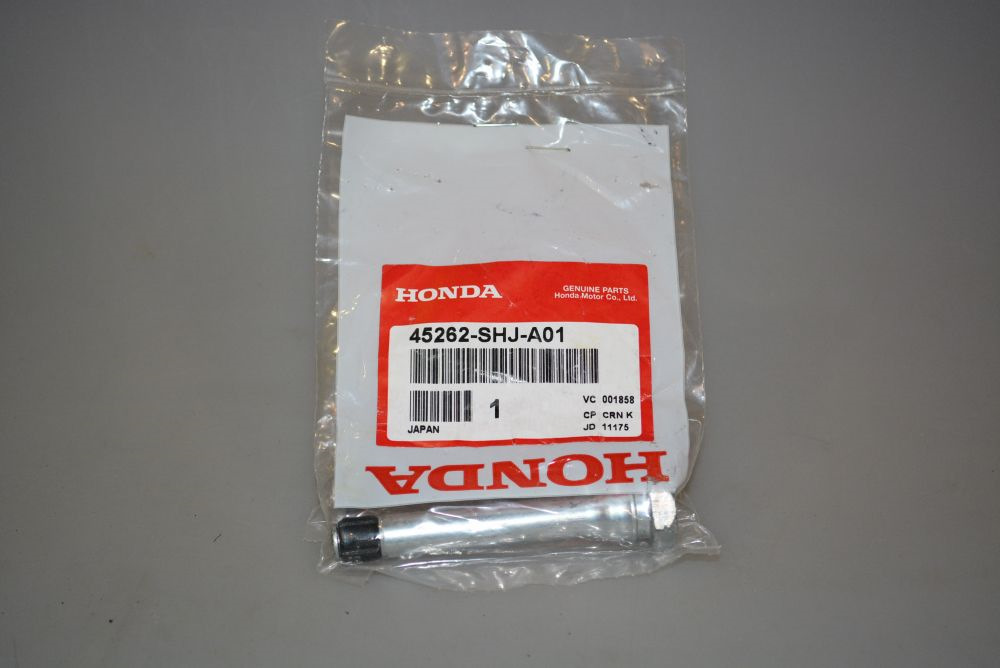 HONDA
GENUINE PARTS
Honda Motor Co., Ltd.
45262-SHJ-A01
1
VC 001858
CP CRN K
JAPAN
JD 11175
HONDA